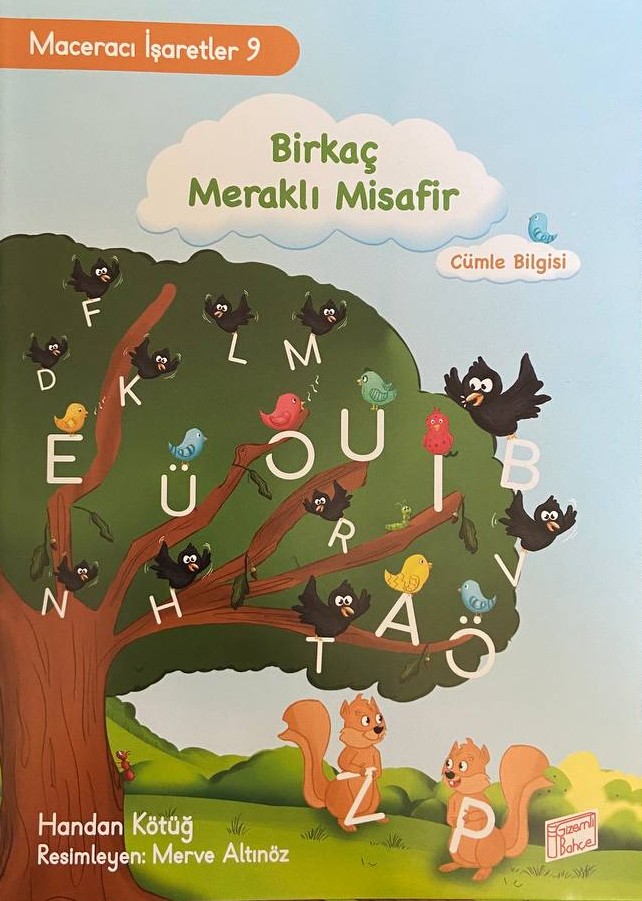 Maceracı İşaretler 9
Birkaç
Meraklı Misafir
Cümle Bilgisi
F
L M
D K
E Ü O U I B
R V
N H T A Ö
Z P
Handan Kötüğ
Resimleyen: Merve Altınöz
Gizemli
Bahçe